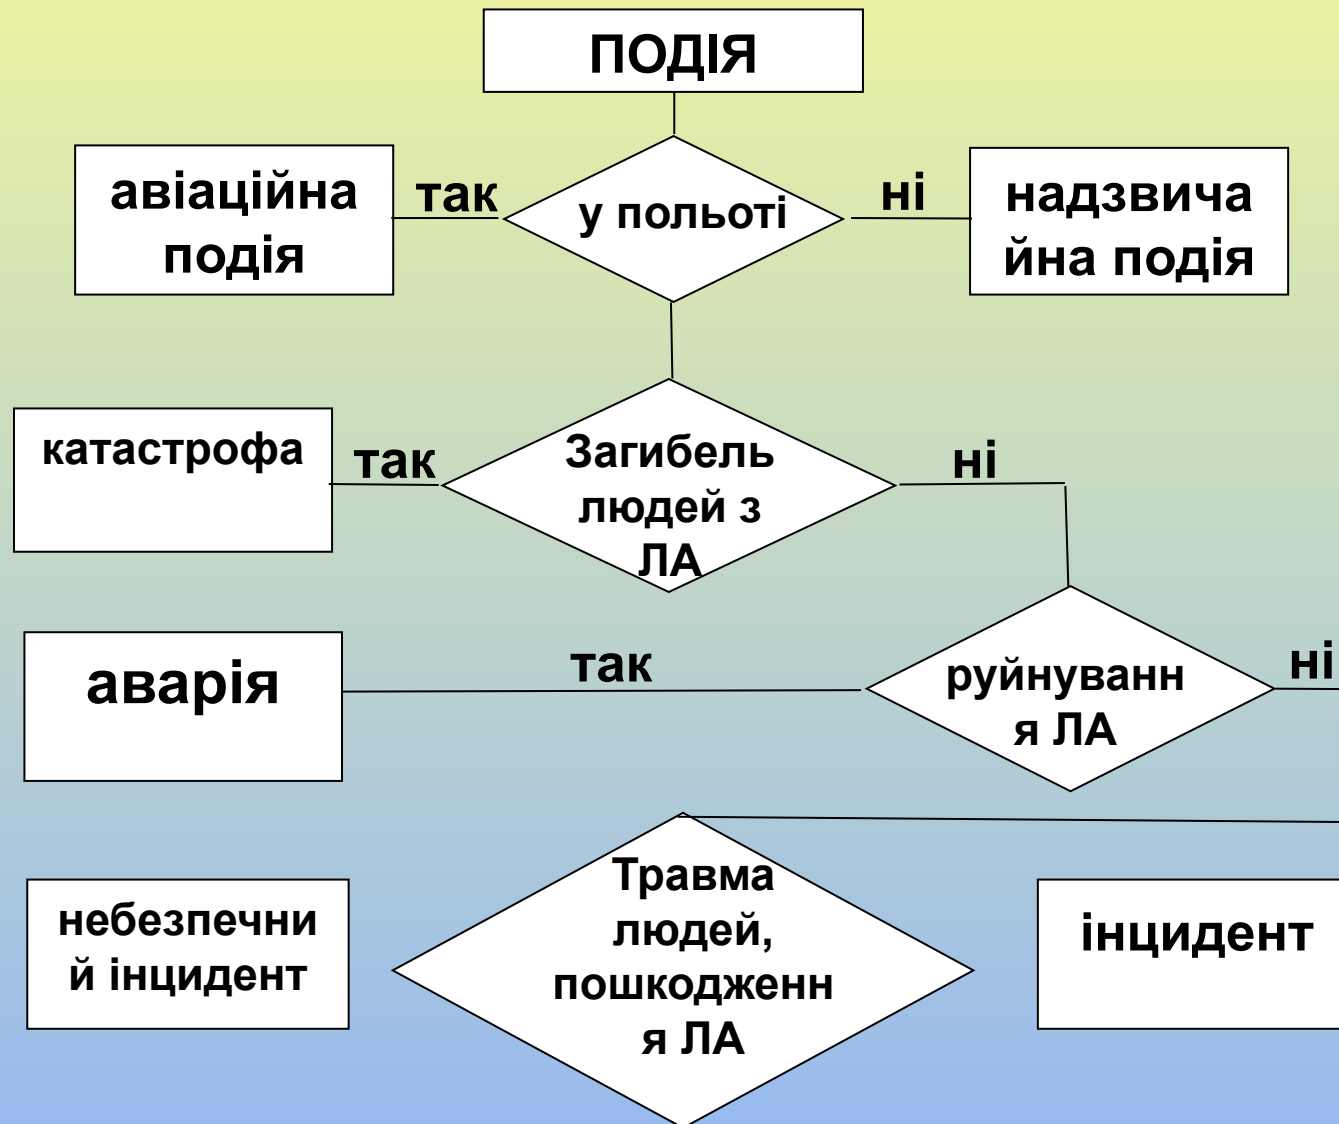 ПОДІЯ
авіаційна
подія
так
у польоті
ні
надзвича
йна подія
катастрофа
так
Загибель
людей з
ЛА
ні
аварія
так
руйнуванн
я ЛА
ні
небезпечни
й інцидент
Травма
людей,
пошкодженн
я ЛА
інцидент